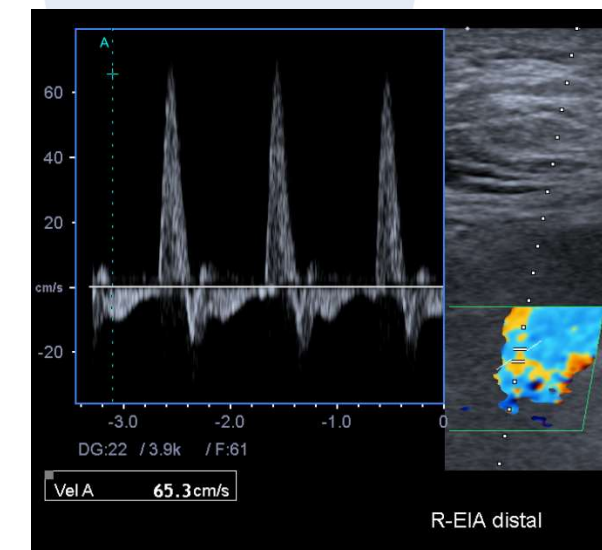 A
60
40
20
cm/s
-20
-3.0 -2.0 -1.0 0
DG:22 / 3.9k / F:61
Vel A 65.3cm/s
R-EIA distal